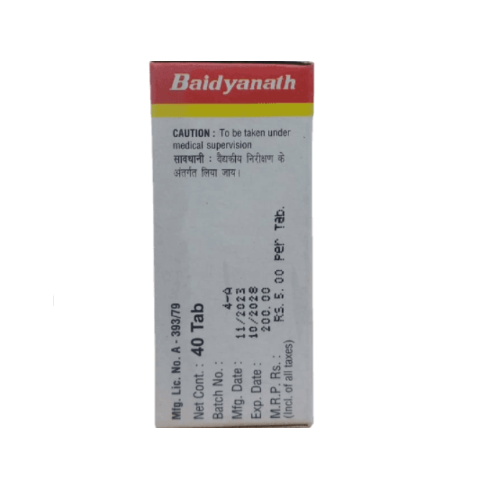 Baidyanath
CAUTION : To be taken under
medical supervision
सावधानी : वैद्यकीय निरीक्षण के
अंतर्गत लिया जाय।
Mfg. Lic. No. A - 393/79
Net Cont. : 40 Tab
Batch No. : 4-A
Mfg. Date : 11/2023
Exp. Date : 10/2028
M.R.P. Rs. : 200.00
(Incl. of all taxes) Rs. 5.00 Per Tab.